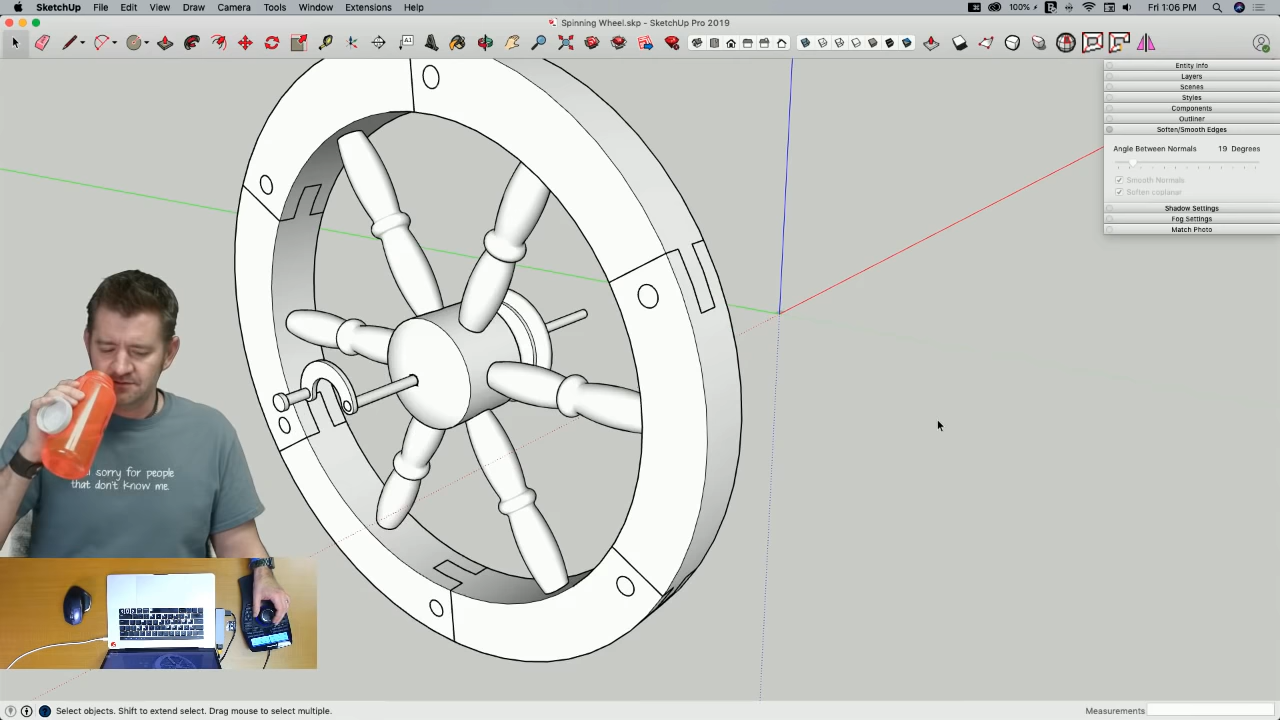 SketchUp File Edit View Draw Camera Tools Window Extensions Help
100% Fri 1:06 PM
Spinning Wheel.skp - SketchUp Pro 2019
A1
Entity Info
Layers
Scenes
Styles
Components
Outliner
Soften/Smooth Edges
Angle Between Normals 19 Degrees
Smooth Normals
Soften coplanar
Shadow Settings
Fog Settings
Match Photo
sorry for people
that don't know me.
Select objects. Shift to extend select. Drag mouse to select multiple.
Measurements